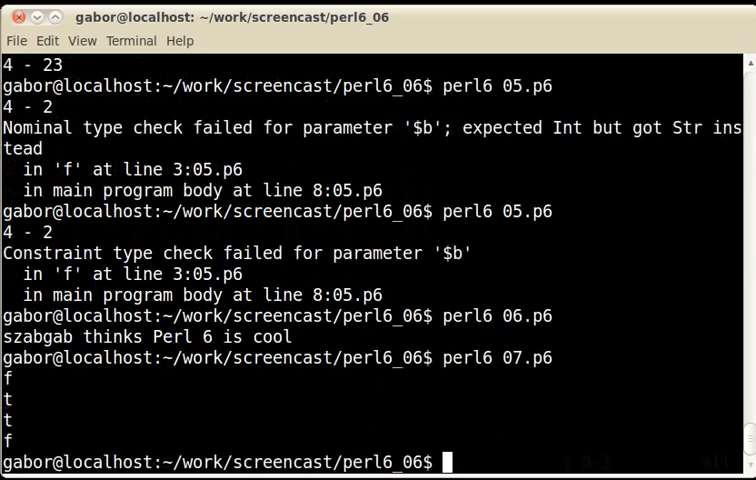 gabor@localhost: ~/work/screencast/perl6_06
File Edit View Terminal Help
4 - 23
gabor@localhost:~/work/screencast/perl6_06$ perl6 05.p6
4 - 2
Nominal type check failed for parameter '$b'; expected Int but got Str ins
tead
  in 'f' at line 3:05.p6
  in main program body at line 8:05.p6
gabor@localhost:~/work/screencast/perl6_06$ perl6 05.p6
4 - 2
Constraint type check failed for parameter '$b'
  in 'f' at line 3:05.p6
  in main program body at line 8:05.p6
gabor@localhost:~/work/screencast/perl6_06$ perl6 06.p6
szabgab thinks Perl 6 is cool
gabor@localhost:~/work/screencast/perl6_06$ perl6 07.p6
f
t
t
f
gabor@localhost:~/work/screencast/perl6_06$